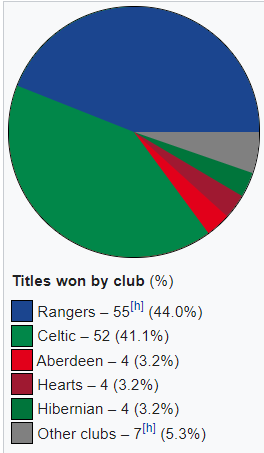 Titles won by club (%)
Rangers – 55[h] (44.0%)
Celtic – 52 (41.1%)
Aberdeen – 4 (3.2%)
Hearts – 4 (3.2%)
Hibernian – 4 (3.2%)
Other clubs – 7[h] (5.3%)